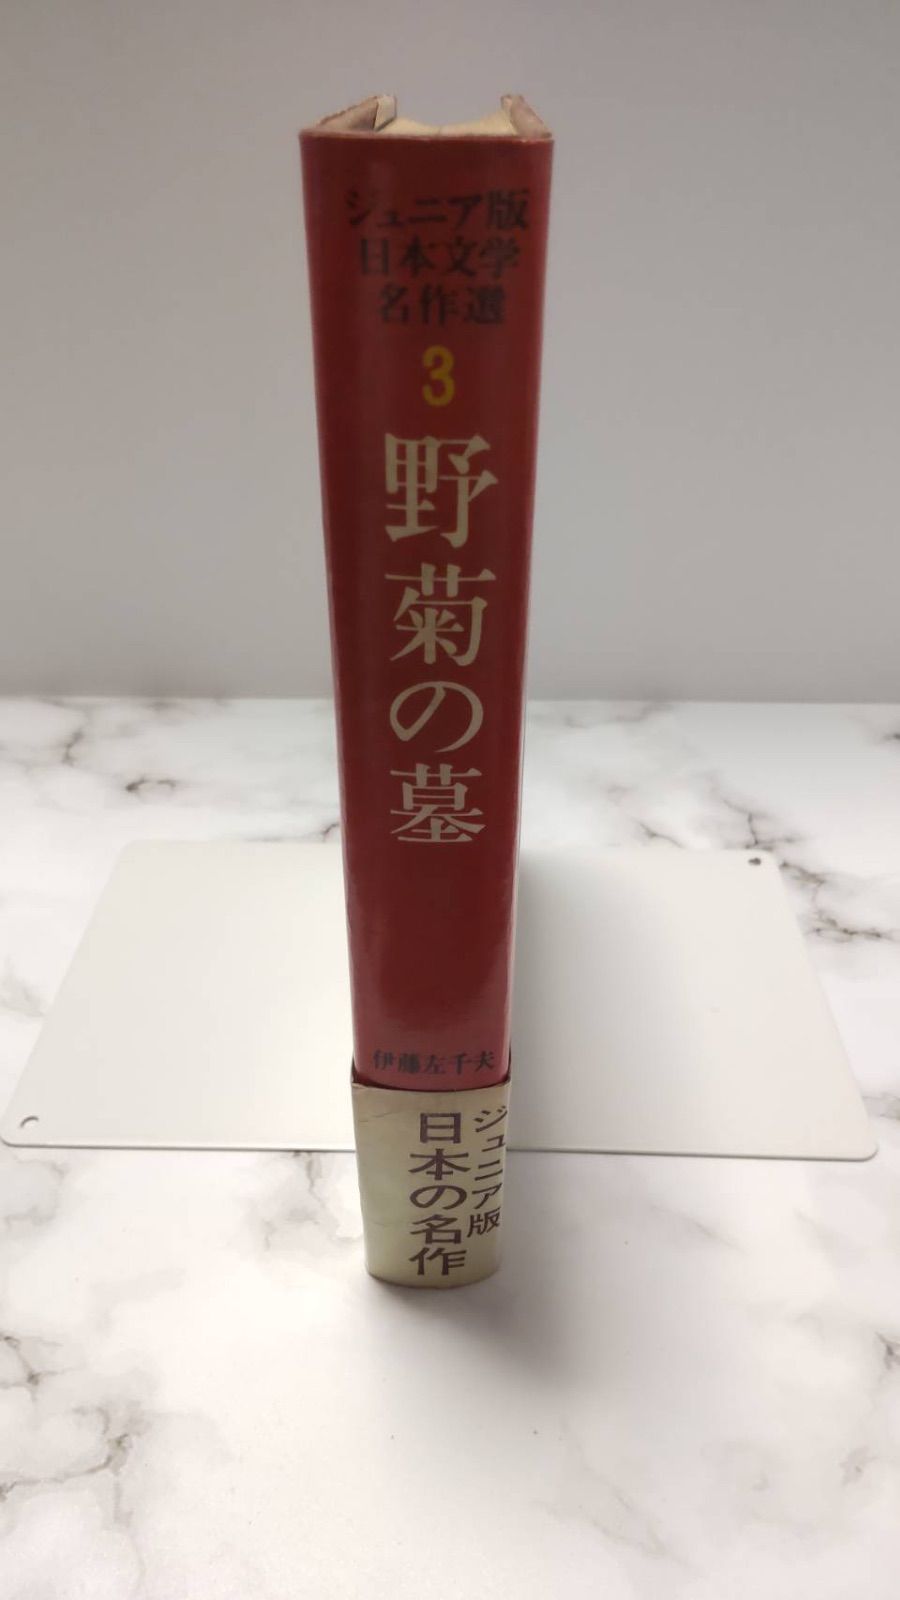 ジュニア版
日本文学
名作選
3
野菊の墓
伊藤左千夫
ジュニア版
日本の名作